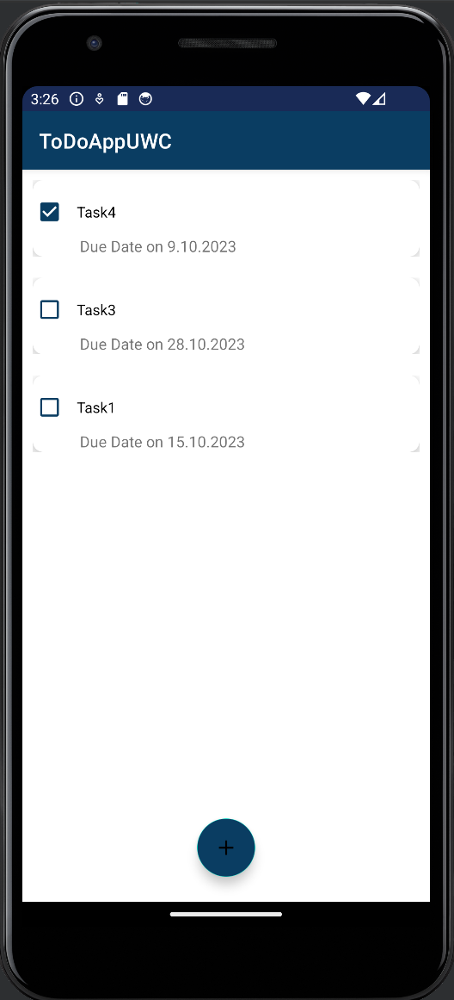 3:26
ToDoAppUWC
Task4
Due Date on 9.10.2023
Task3
Due Date on 28.10.2023
Task1
Due Date on 15.10.2023
+